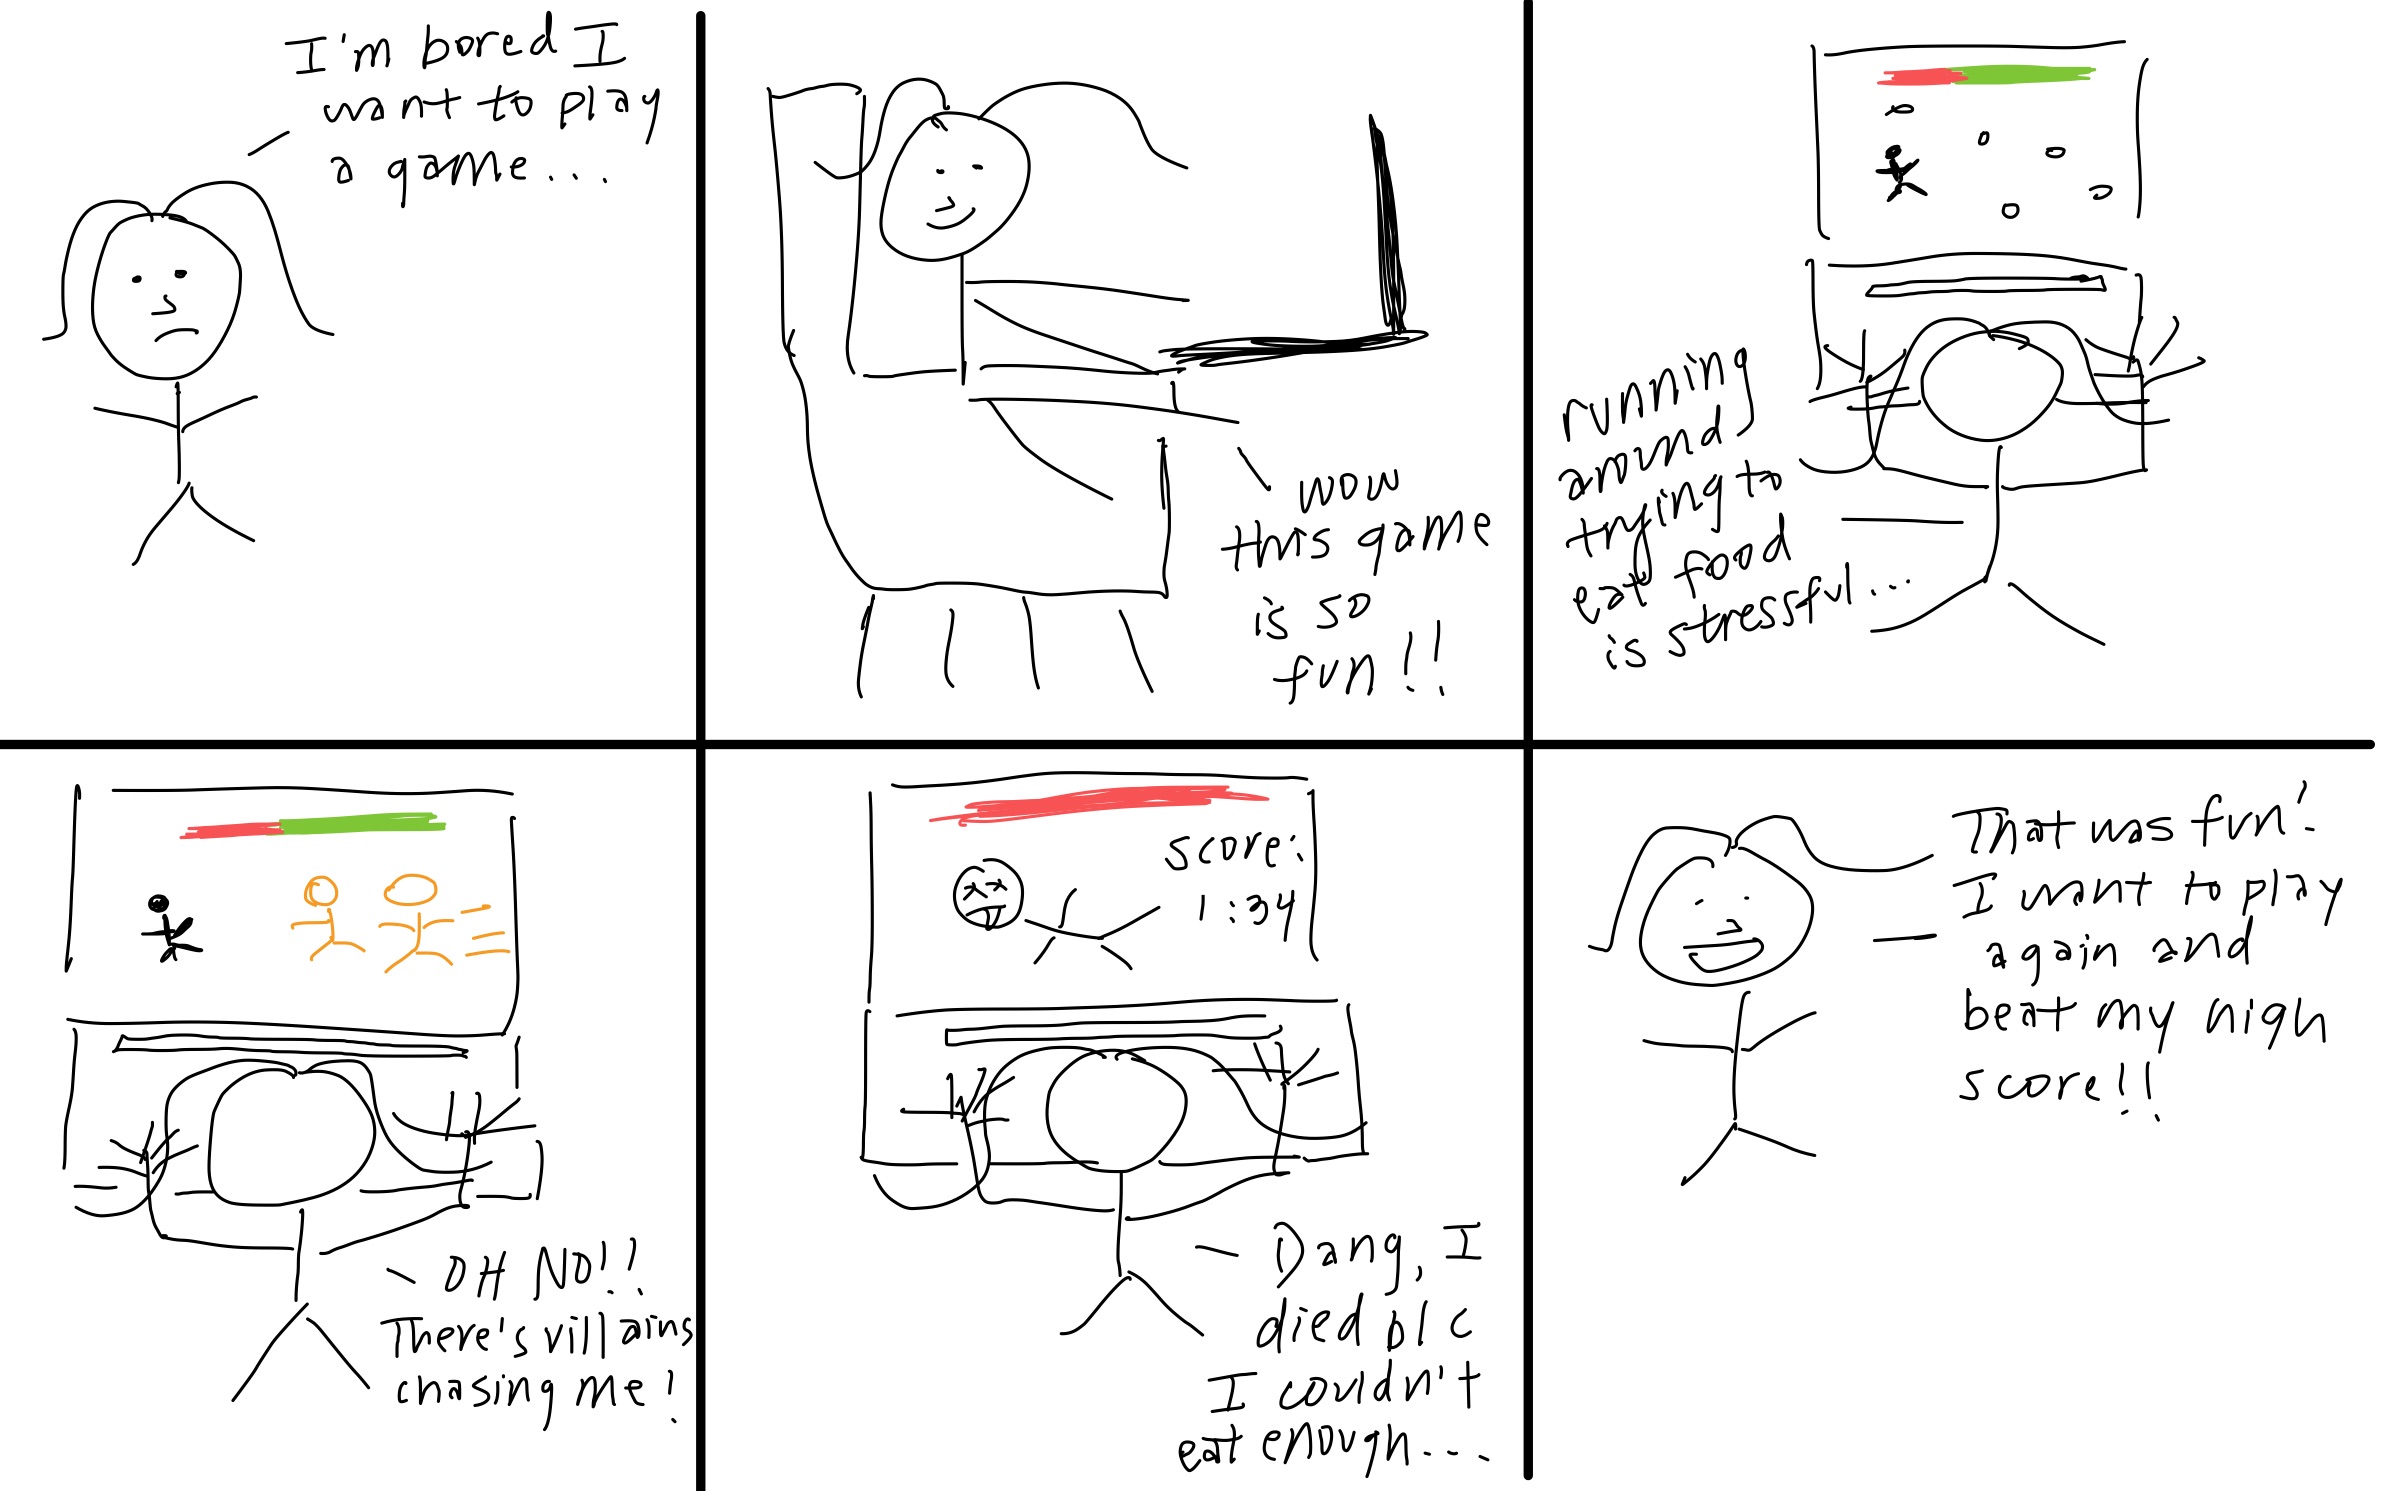 I'm bored I
want to play
a game...
wow
this game
is so
fun!!
running
around
trying to
eat food
is stressful...
OH NO!!
There's villains
chasing me!
score:
1:34
Dang, I
died b/c
I couldn't
eat enough...
That was fun!
I want to play
again and
beat my high
score!!